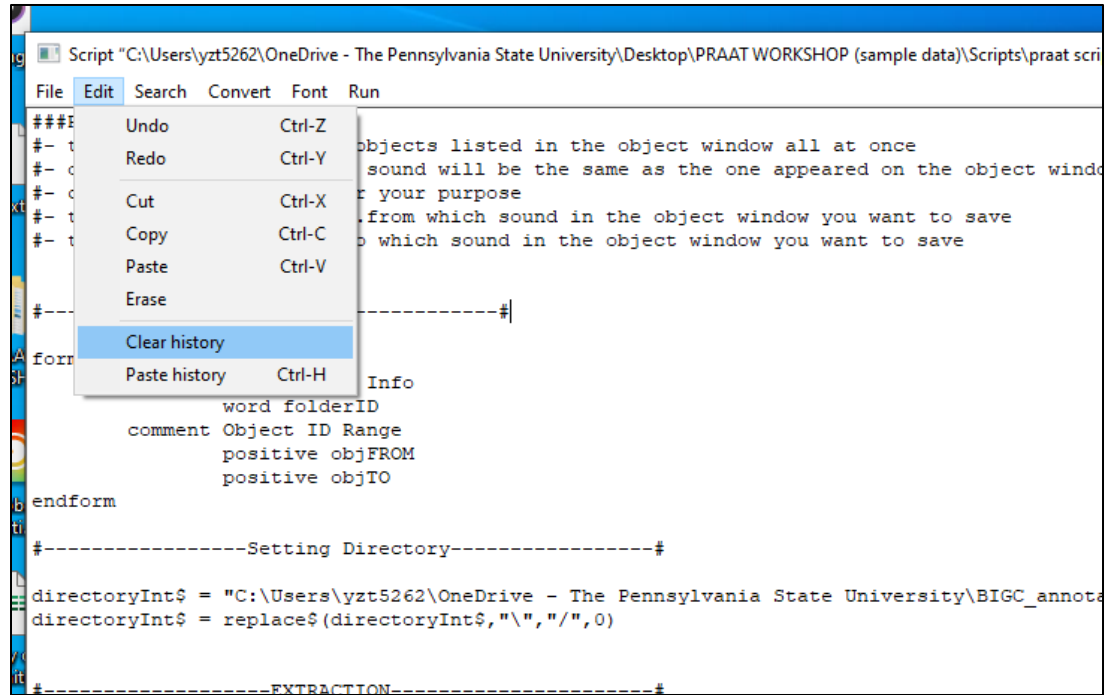 Script “C:\Users\yzt5262\OneDrive - The Pennsylvania State University\Desktop\PRAAT WORKSHOP (sample data)\Scripts\praat scri
File Edit Search Convert Font Run
Undo Ctrl-Z
Redo Ctrl-Y
Cut Ctrl-X
Copy Ctrl-C
Paste Ctrl-V
Erase
Clear history
Paste history Ctrl-H
###
#- t objects listed in the object window all at once
#- sound will be the same as the one appeared on the object wind
#- your purpose
#- t .from which sound in the object window you want to save
#- t which sound in the object window you want to save
#--- ------------#
form
Info
word folderID
comment Object ID Range
positive objFROM
positive objTO
endform
#-----------------Setting Directory-----------------#
directoryInt$ = "C:\Users\yzt5262\OneDrive - The Pennsylvania State University\BIGC_annota
directoryInt$ = replace$(directoryInt$,"\","/",0)
#-------------------EXTRACTION----------------------#